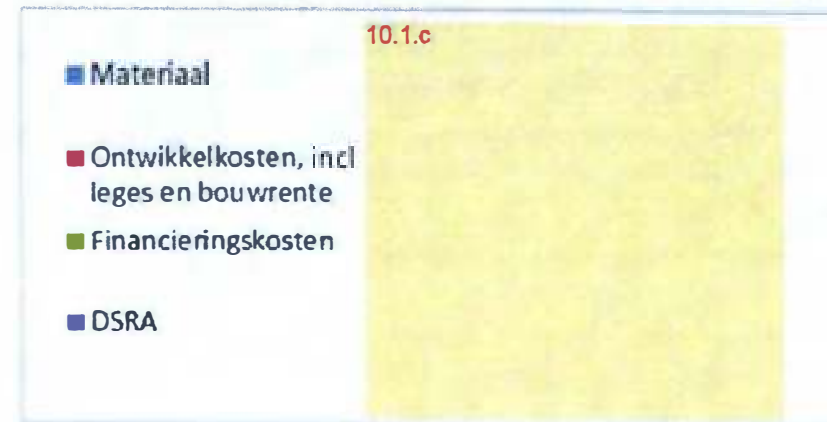 10.1.c
Materiaal
Ontwikkelkosten, incl
leges en bouwrente
Financieringskosten
DSRA